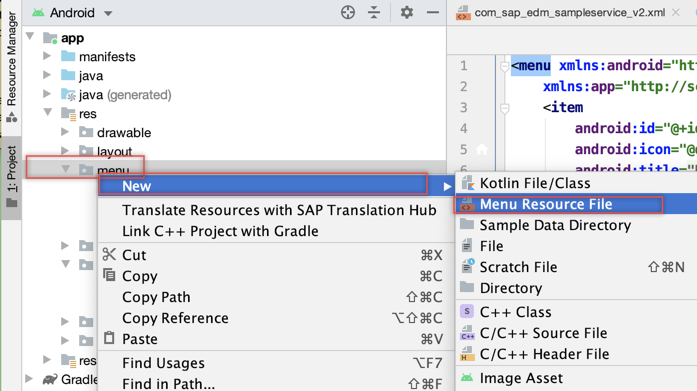 Resource Manager
1: Project
Android
app
manifests
java
java (generated)
res
drawable
layout
menu
res
Gradle
com_sap_edm_sampleservice_v2.xml
1
2
3
4
5
6
<menu xmlns:android="ht
xmlns:app="http://s
<item
android:id="@+i
android:icon="@
android:title="
New
Translate Resources with SAP Translation Hub
Link C++ Project with Gradle
Cut ⌘X
Copy ⌘C
Copy Path ⇧⌘C
Copy Reference ⌥⇧⌘C
Paste ⌘V
Find Usages ⌥F7
Find in Path... ⇧⌘F
Kotlin File/Class
Menu Resource File
Sample Data Directory
File
Scratch File ⇧⌘N
Directory
C++ Class
C/C++ Source File
C/C++ Header File
Image Asset